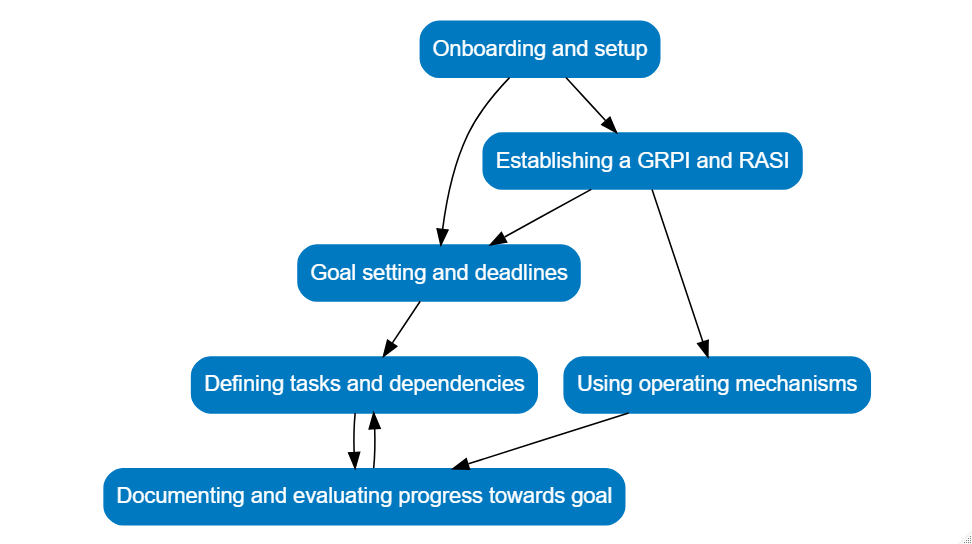 Onboarding and setup
Establishing a GRPI and RASI
Goal setting and deadlines
Defining tasks and dependencies
Using operating mechanisms
Documenting and evaluating progress towards goal